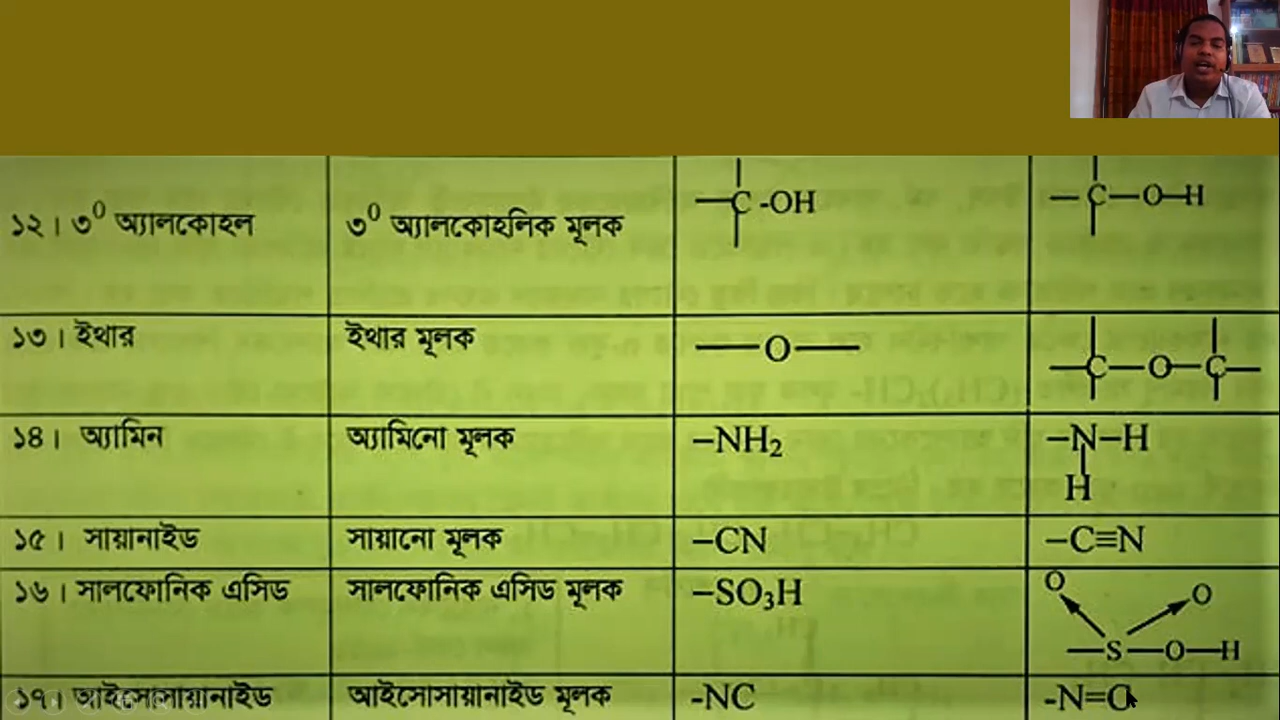 ১২। ৩⁰ অ্যালকোহল ৩⁰ অ্যালকোহলিক মূলক –C-OH –C–O–H
১৩। ইথার ইথার মূলক –O– –C–O–C–
১৪। অ্যামিন অ্যামিনো মূলক –NH₂ –N–H
H
১৫। সায়ানাইড সায়ানো মূলক –CN –C≡N
১৬। সালফোনিক এসিড সালফোনিক এসিড মূলক –SO₃H O O
–S–O–H
১৭। আইসোসায়ানাইড আইসোসায়ানাইড মূলক -NC -N=C